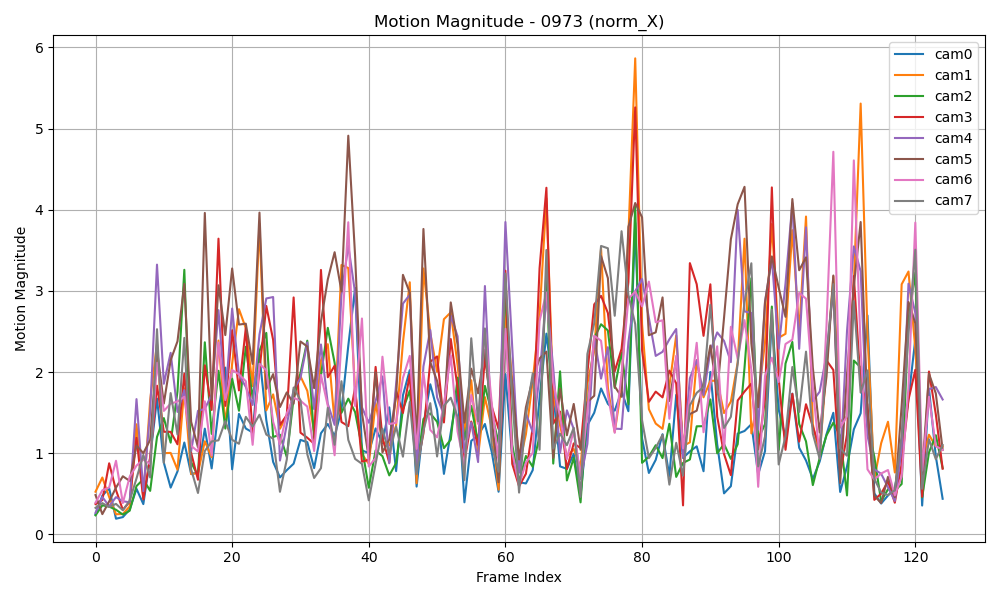 Motion Magnitude - 0973 (norm_X)
Motion Magnitude
6
5
4
3
2
1
0
0 20 40 60 80 100 120
Frame Index
cam0
cam1
cam2
cam3
cam4
cam5
cam6
cam7